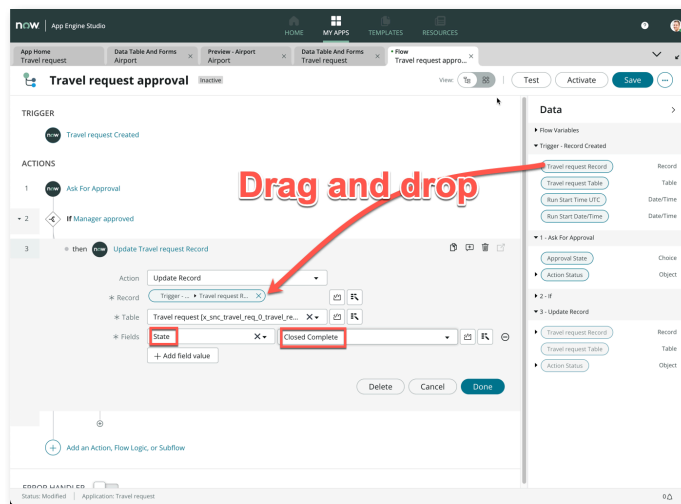 now. App Engine Studio
HOME
MY APPS
TEMPLATES
RESOURCES
App Home
Travel request
Data Table And Forms
Airport
Preview - Airport
Airport
Data Table And Forms
Travel request
* Flow
Travel request appro...
Travel request approval
Inactive
View:
Test
Activate
Save
TRIGGER
now Travel request Created
ACTIONS
1 now Ask For Approval
2 If Manager approved
3 then now Update Travel request Record
Drag and drop
Action Update Record
* Record Trigger - ... Travel request R...
* Table Travel request [x_snc_travel_req_0_travel_re...
* Fields State Closed Complete
+ Add field value
Delete
Cancel
Done
+ Add an Action, Flow Logic, or Subflow
ERROR HANDLER
Data
Flow Variables
Trigger - Record Created
Travel request Record Record
Travel request Table Table
Run Start Time UTC Date/Time
Run Start Date/Time Date/Time
1 - Ask For Approval
Approval State Choice
Action Status Object
2 - If
3 - Update Record
Travel request Record Record
Travel request Table Table
Action Status Object
Status: Modified | Application: Travel request
0